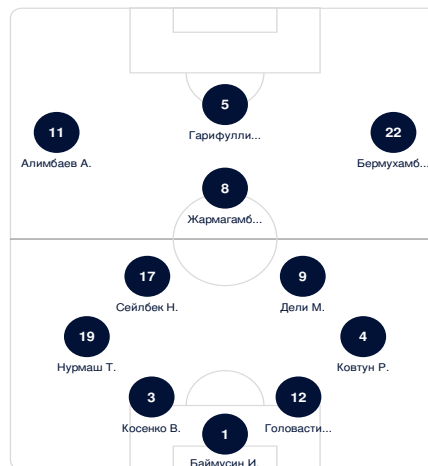 5
Гарифулли...
11
Алимбаев А.
22
Бермухамб...
8
Жармагамб...
17
Сейлбек Н.
9
Дели М.
19
Нурмаш Т.
4
Ковтун Р.
3
Косенко В.
12
Головасти...
1
Баймусин И.